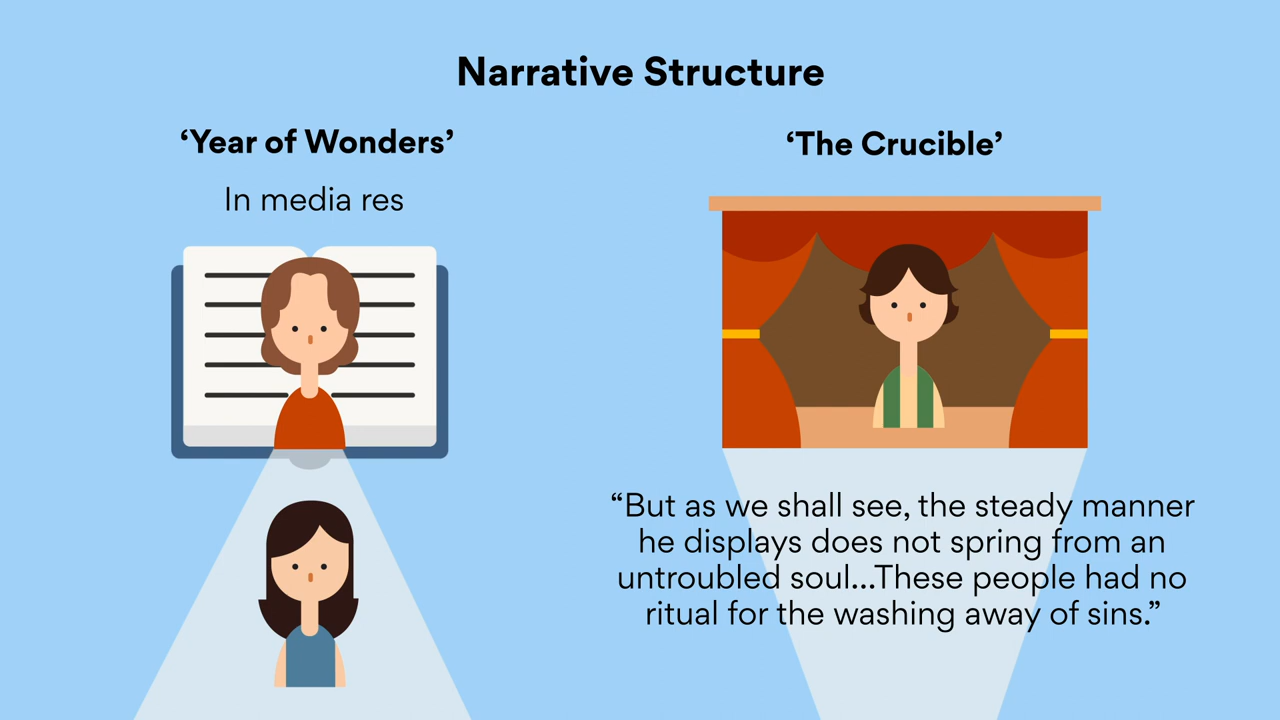 Narrative Structure
‘Year of Wonders’
In media res
‘The Crucible’
“But as we shall see, the steady manner
he displays does not spring from an
untroubled soul...These people had no
ritual for the washing away of sins.”